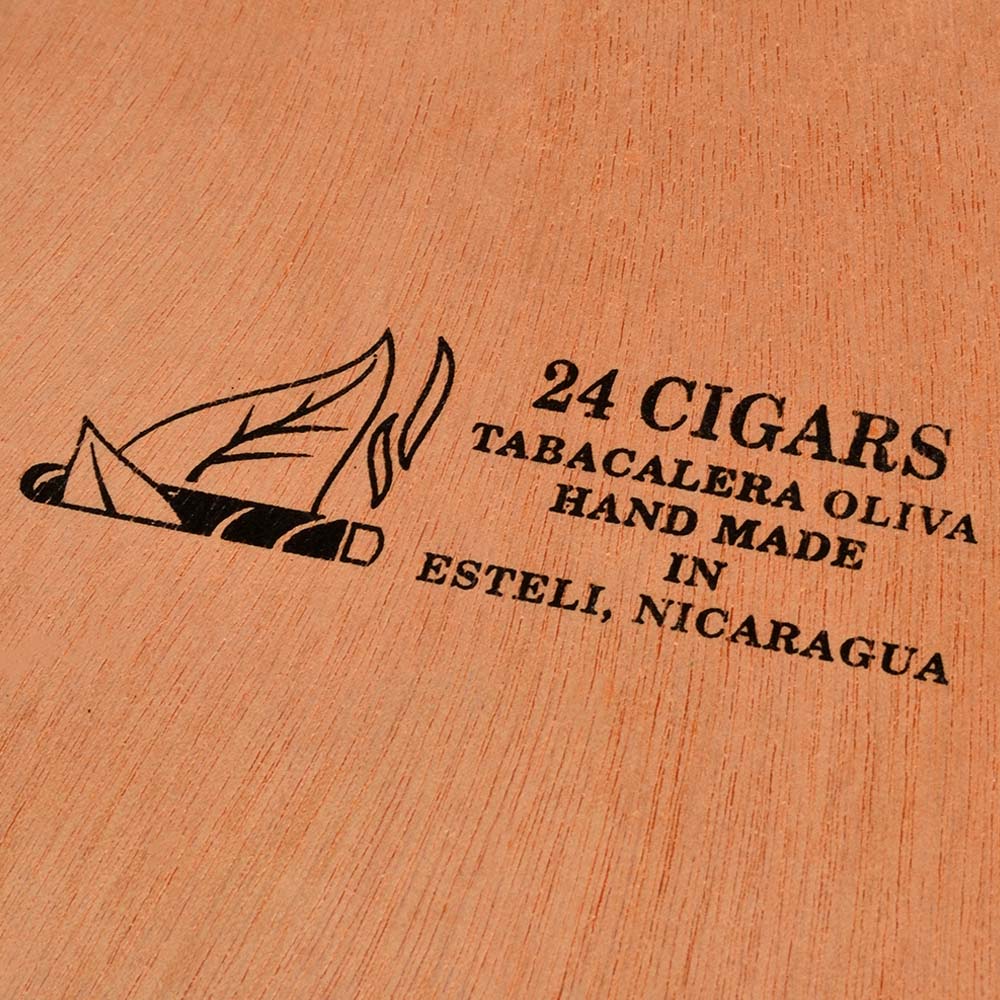 24 CIGARS
TABACALERA OLIVA
HAND MADE
IN
ESTELI, NICARAGUA